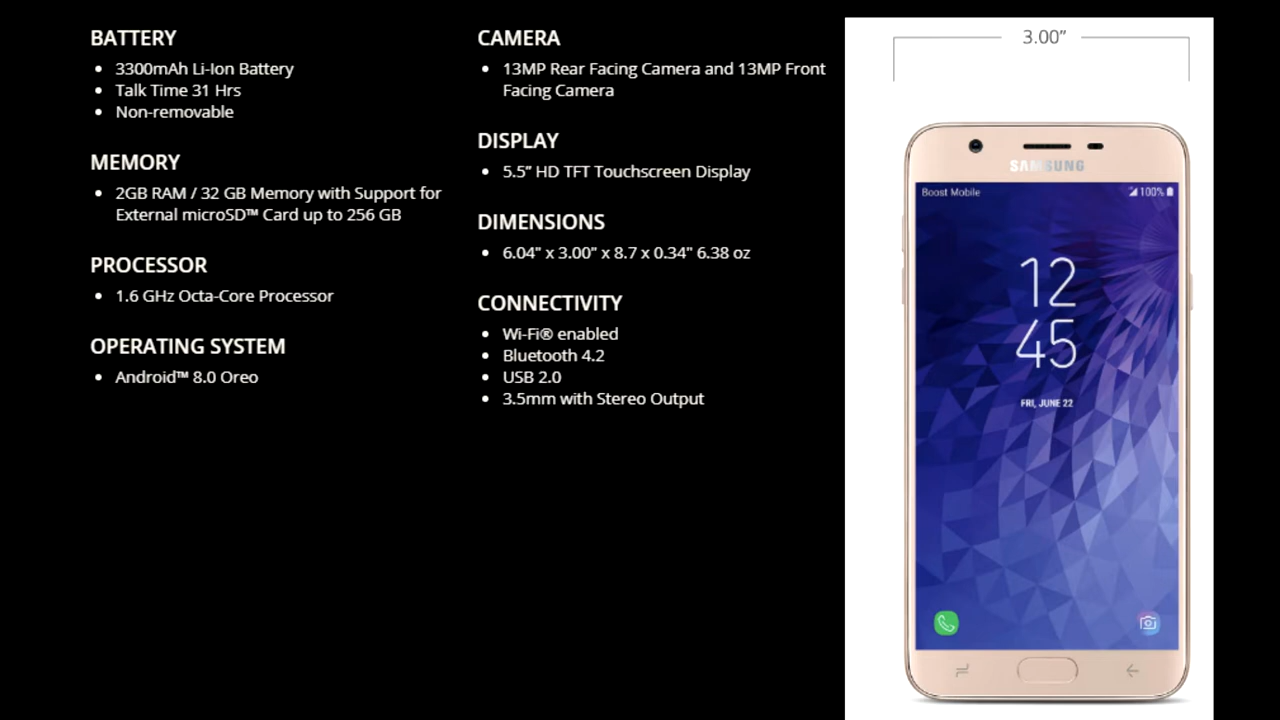 BATTERY
3300mAh Li-Ion Battery
Talk Time 31 Hrs
Non-removable
MEMORY
2GB RAM / 32 GB Memory with Support for
External microSD™ Card up to 256 GB
PROCESSOR
1.6 GHz Octa-Core Processor
OPERATING SYSTEM
Android™ 8.0 Oreo
CAMERA
13MP Rear Facing Camera and 13MP Front
Facing Camera
DISPLAY
5.5” HD TFT Touchscreen Display
DIMENSIONS
6.04" x 3.00" x 8.7 x 0.34" 6.38 oz
CONNECTIVITY
Wi-Fi® enabled
Bluetooth 4.2
USB 2.0
3.5mm with Stereo Output
3.00”
SAMSUNG
Boost Mobile 100%
12
45
FRI, JUNE 22